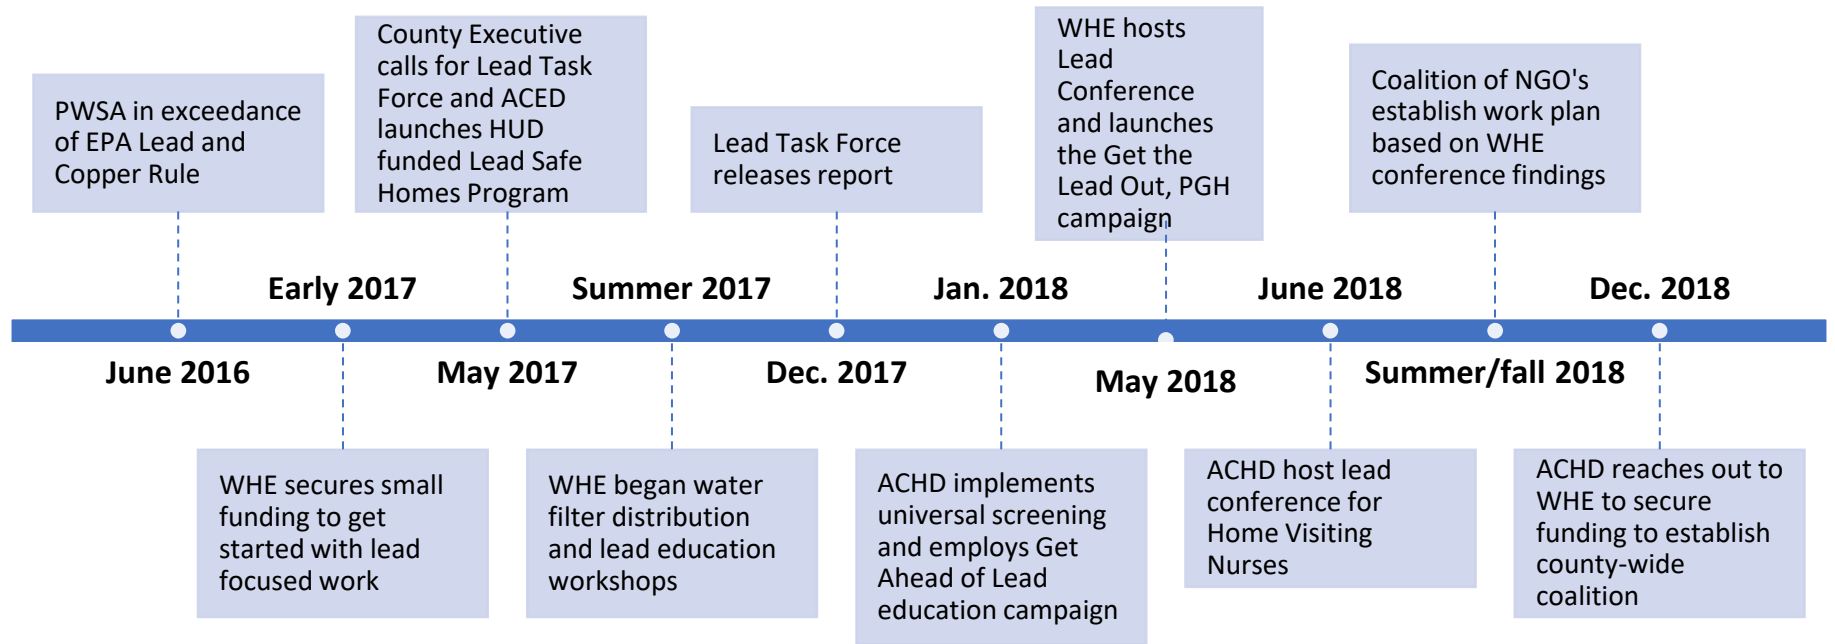 PWSA in exceedance
of EPA Lead and
Copper Rule
County Executive
calls for Lead Task
Force and ACED
launches HUD
funded Lead Safe
Homes Program
Lead Task Force
releases report
WHE hosts
Lead
Conference
and launches
the Get the
Lead Out, PGH
campaign
Coalition of NGO's
establish work plan
based on WHE
conference findings
Early 2017
Summer 2017
Jan. 2018
June 2018
Dec. 2018
June 2016
May 2017
Dec. 2017
May 2018
Summer/fall 2018
WHE secures small
funding to get
started with lead
focused work
WHE began water
filter distribution
and lead education
workshops
ACHD implements
universal screening
and employs Get
Ahead of Lead
education campaign
ACHD host lead
conference for
Home Visiting
Nurses
ACHD reaches out to
WHE to secure
funding to establish
county-wide
coalition